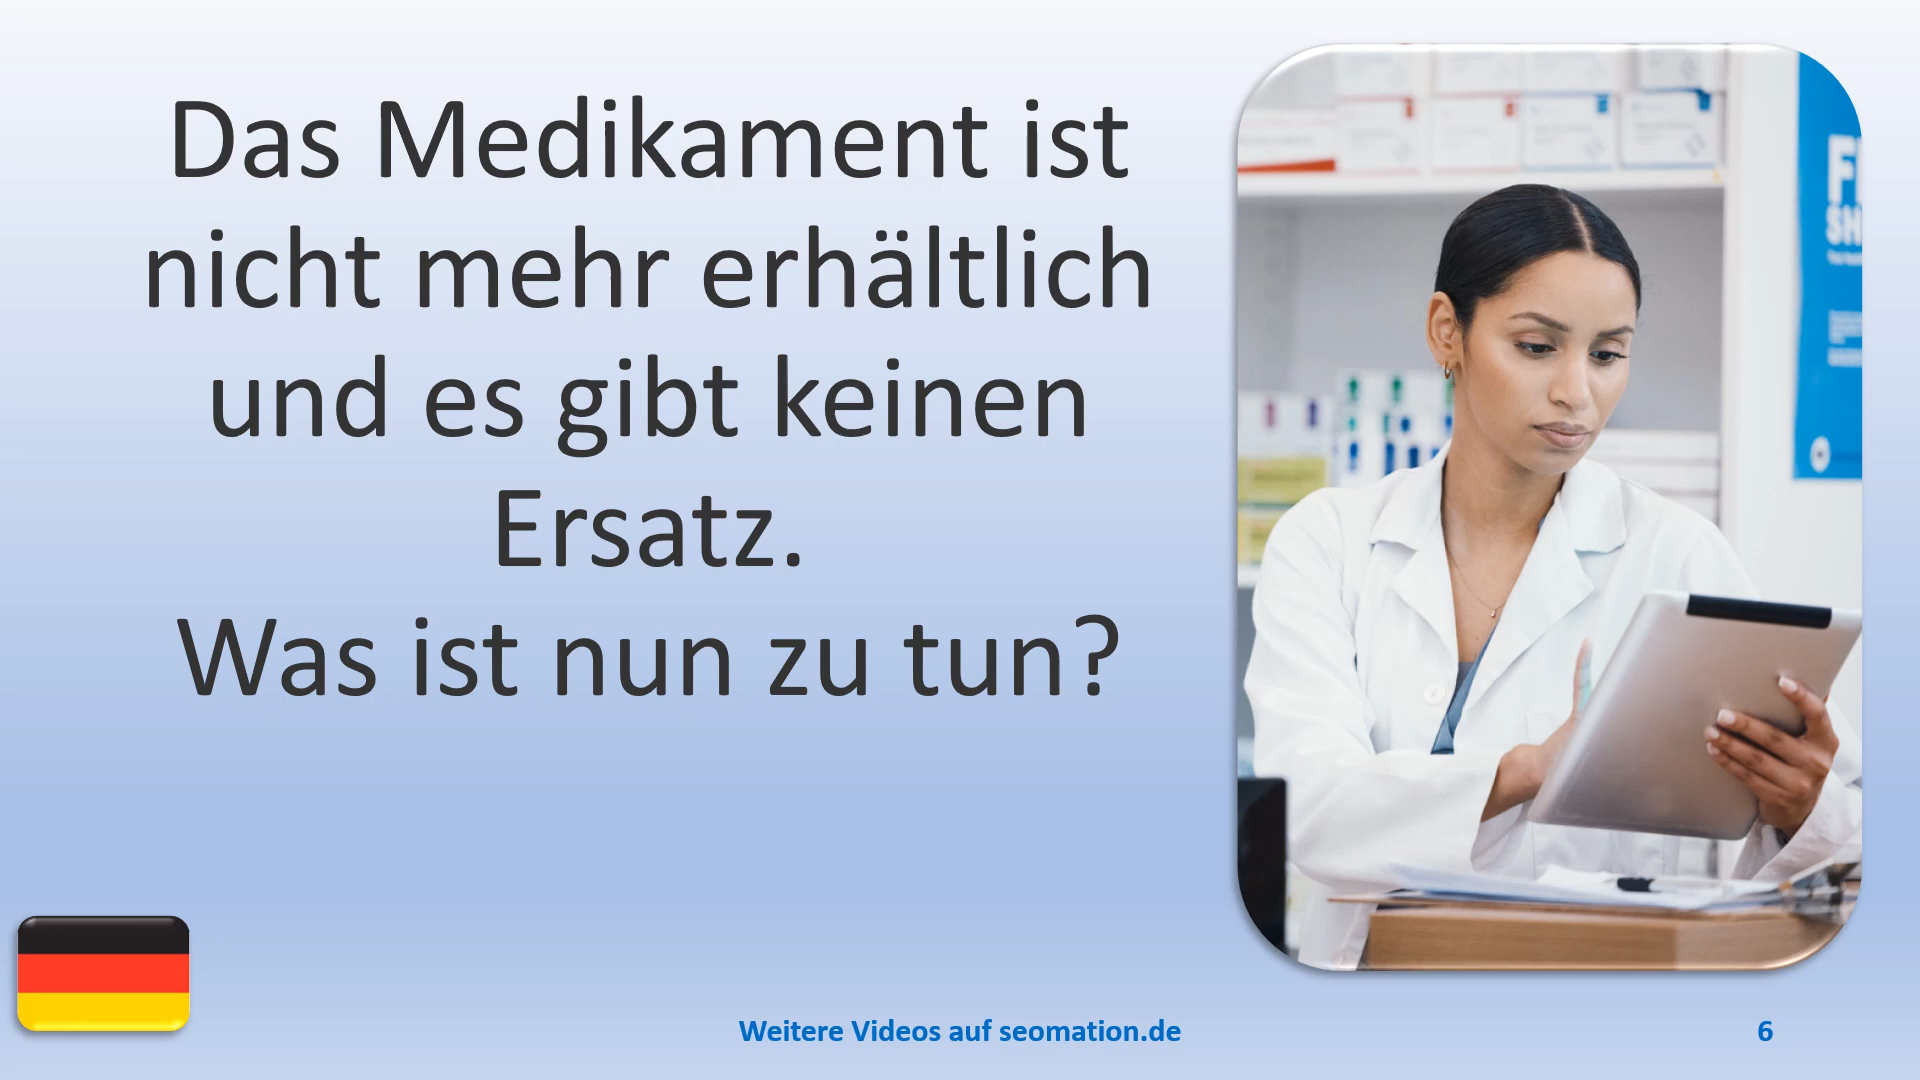 Das Medikament ist
nicht mehr erhältlich
und es gibt keinen
Ersatz.
Was ist nun zu tun?
Weitere Videos auf seomation.de
6